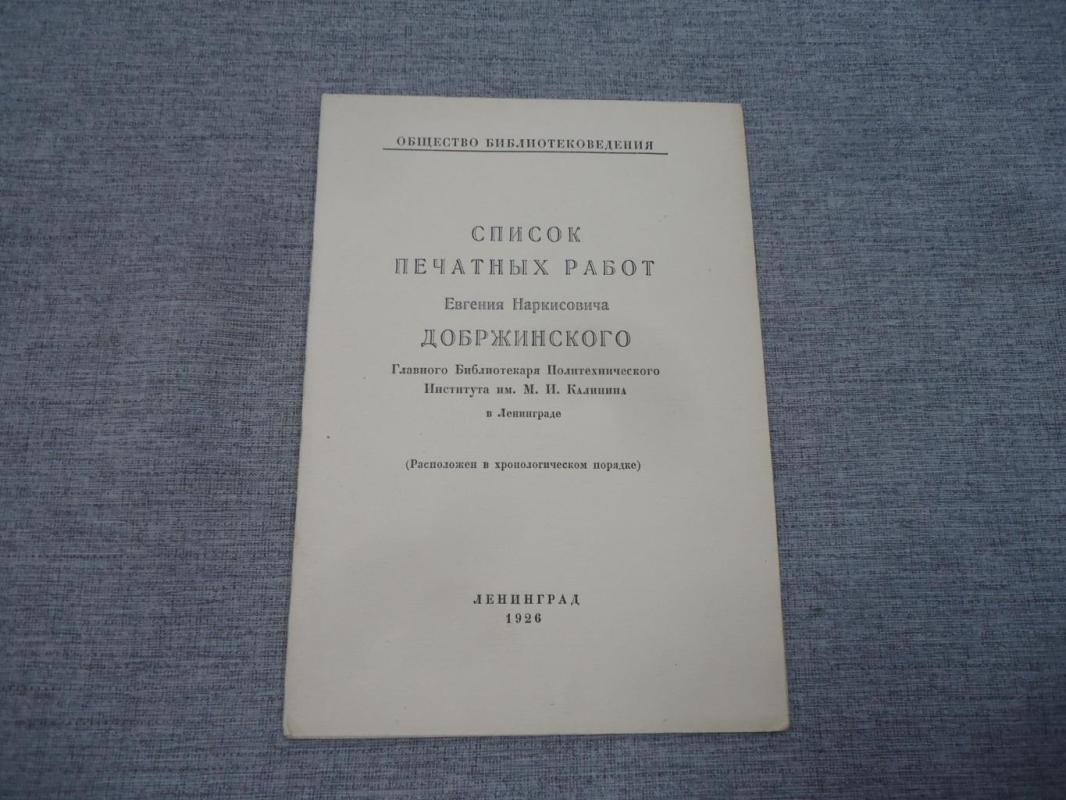 ОБЩЕСТВО БИБЛИОТЕКОВЕДЕНИЯ
СПИСОК
ПЕЧАТНЫХ РАБОТ
Евгения Наркисовича
ДОБРЖИНСКОГО
Главного Библиотекаря Политехнического
Института им. М. И. Калинина
в Ленинграде
(Расположен в хронологическом порядке)
ЛЕНИНГРАД
1926